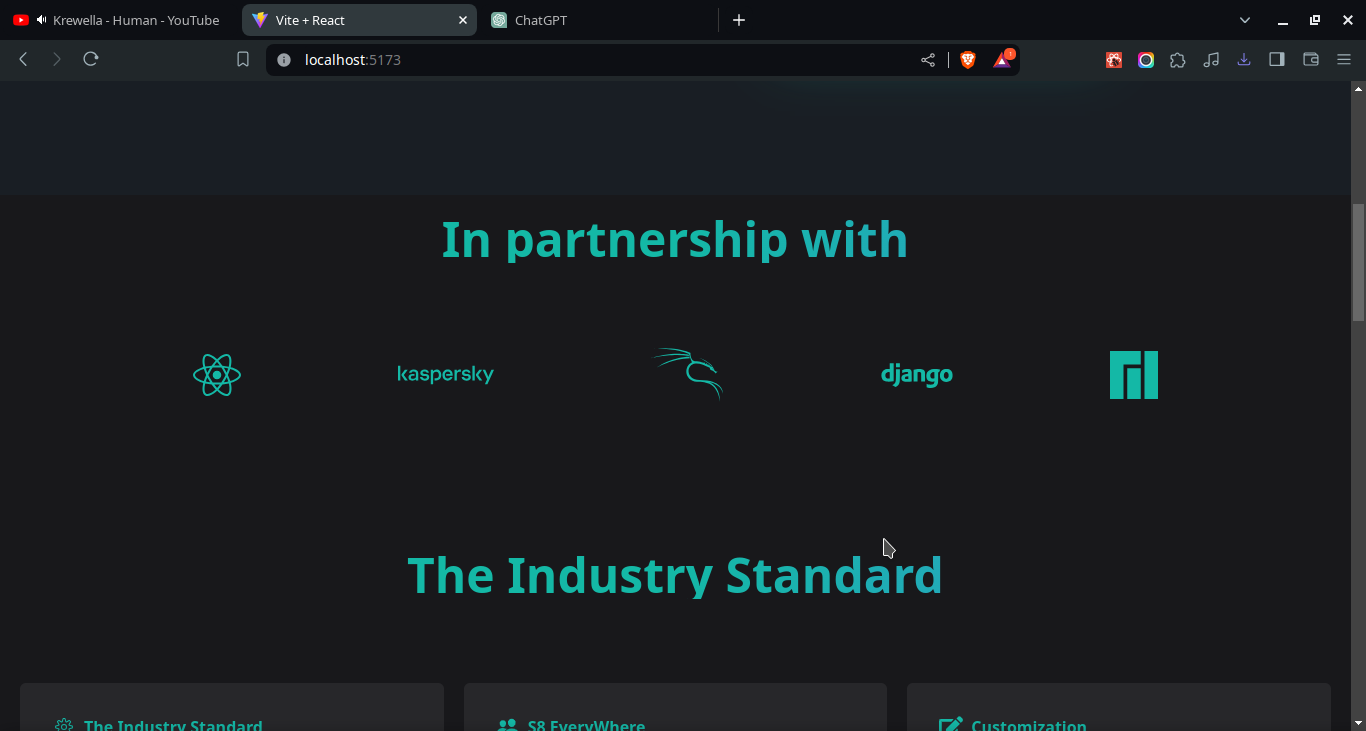 Krewella - Human - YouTube
Vite + React
ChatGPT
localhost:5173
In partnership with
kaspersky
django
The Industry Standard
The Industry Standard
S8 EveryWhere
Customization